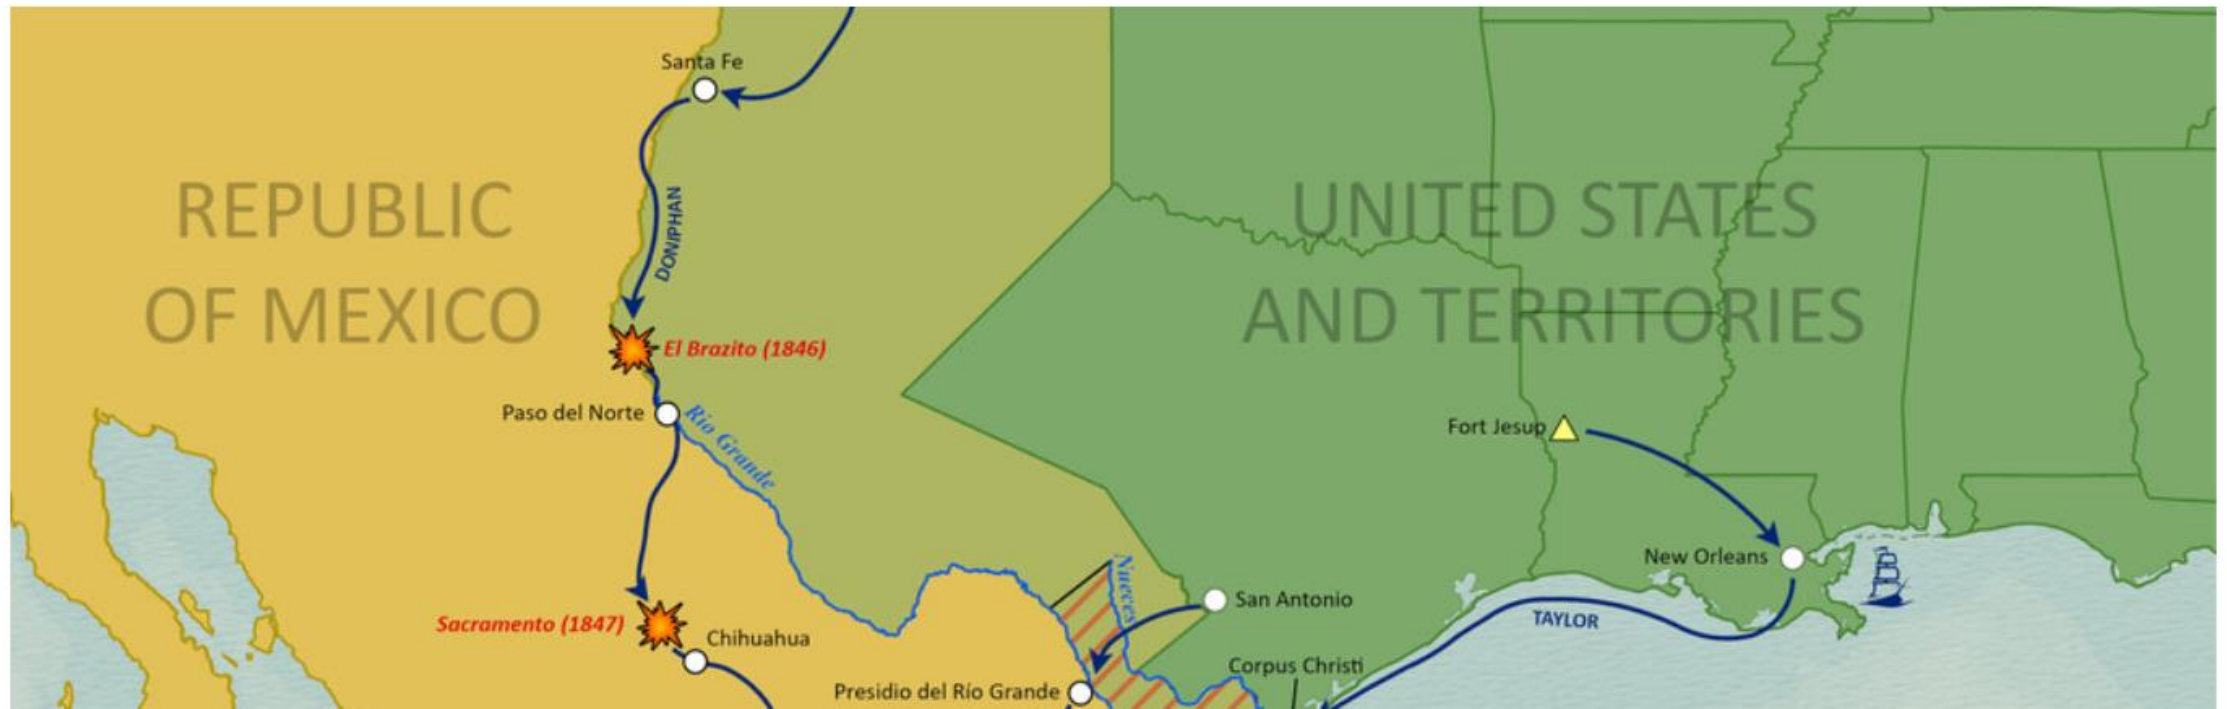 Santa Fe
REPUBLIC
OF MEXICO
UNITED STATES
AND TERRITORIES
DONIPHAN
El Brazito (1846)
Paso del Norte
Rio Grande
Fort Jesup
New Orleans
Nueces
San Antonio
TAYLOR
Sacramento (1847)
Chihuahua
Corpus Christi
Presidio del Río Grande